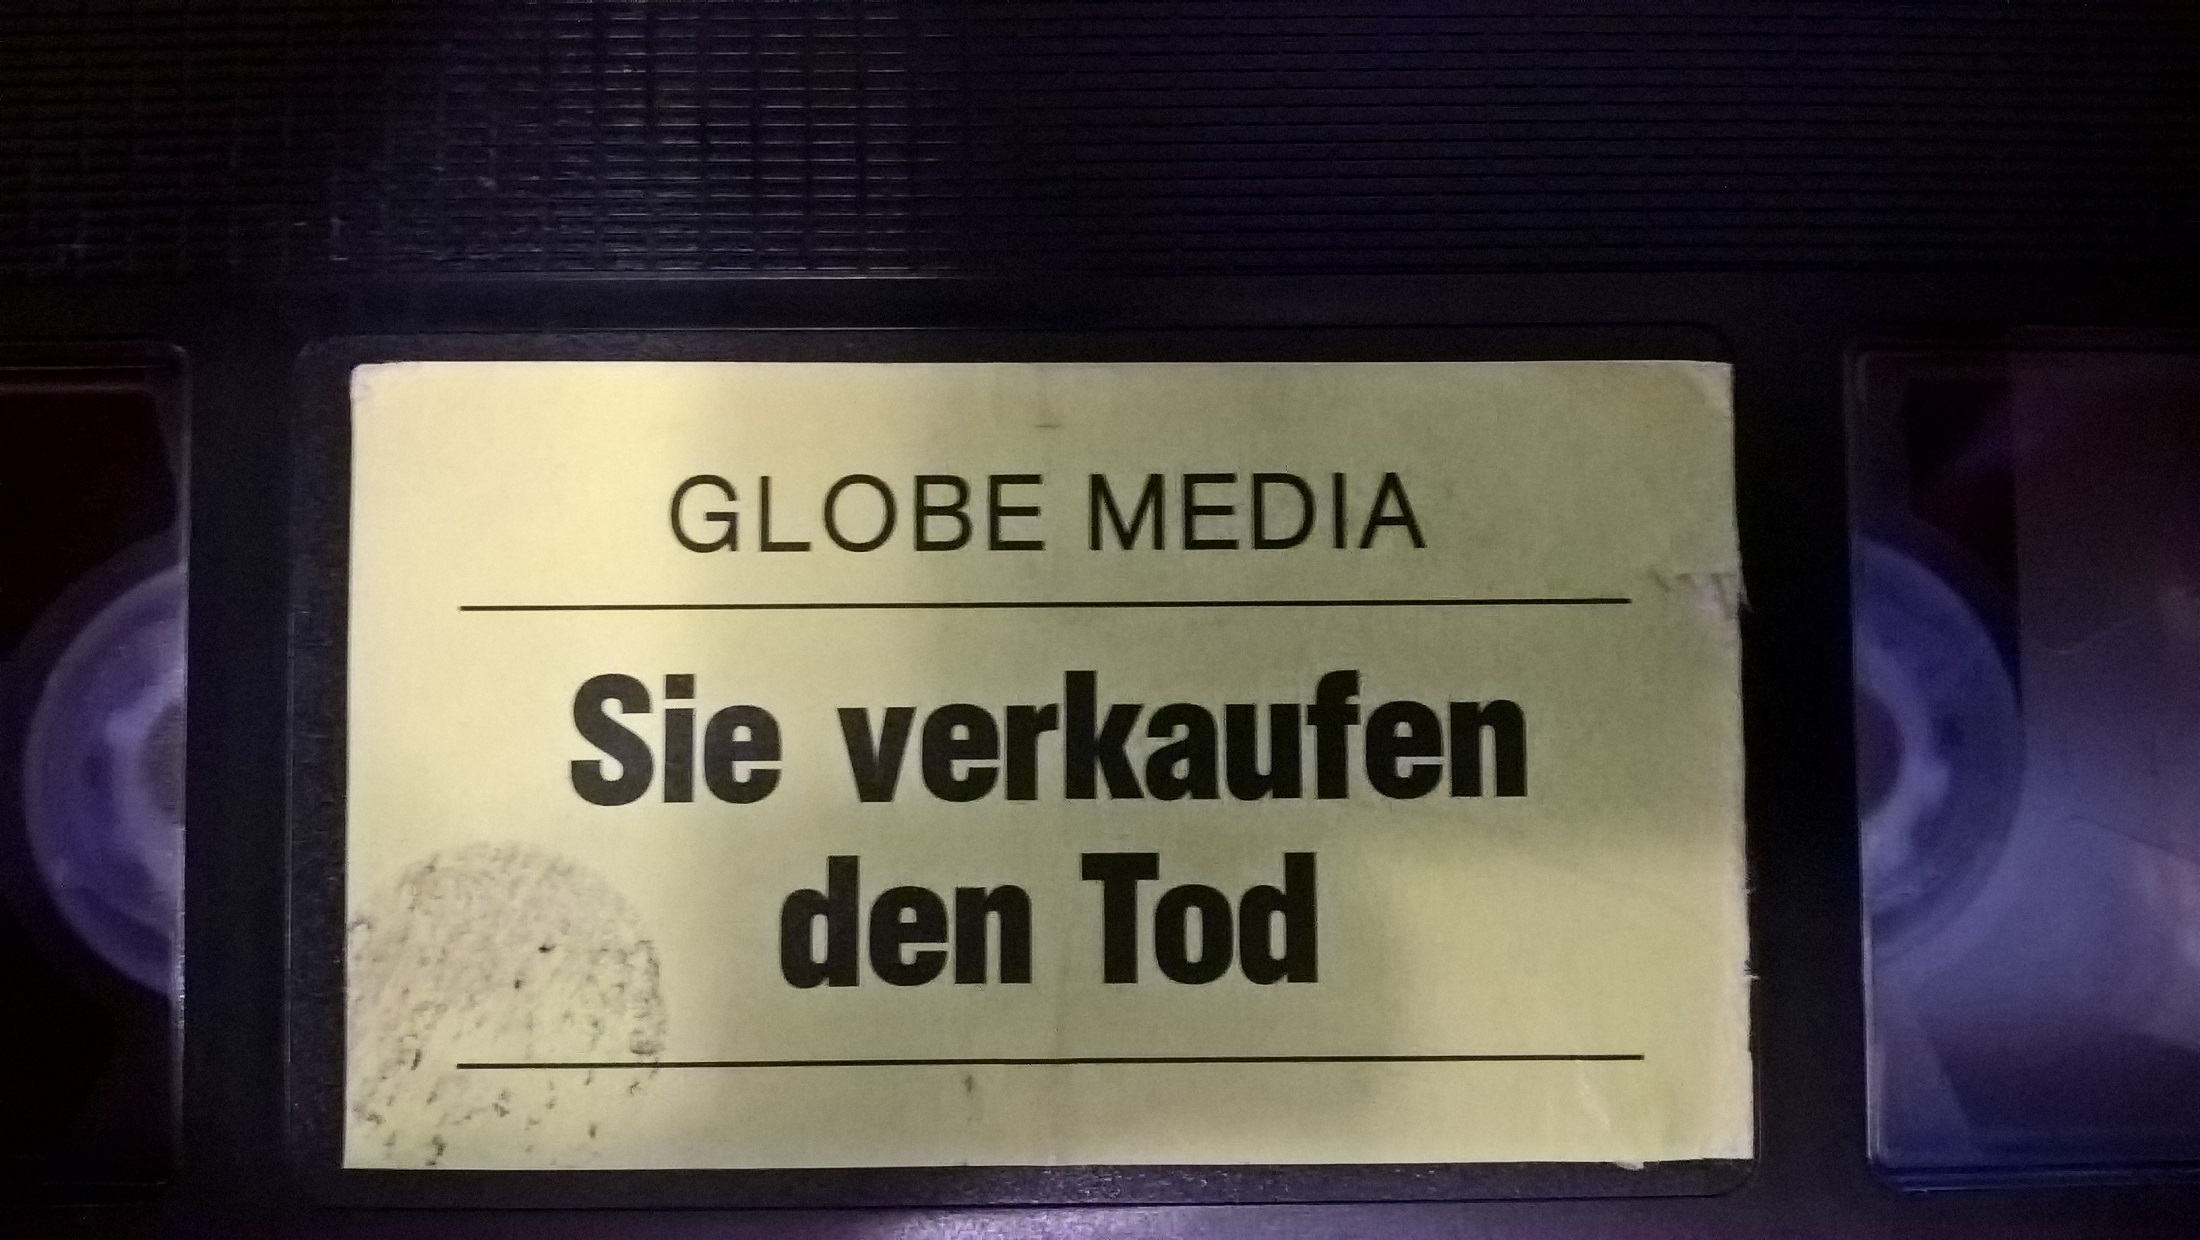 GLOBE MEDIA
Sie verkaufen
den Tod